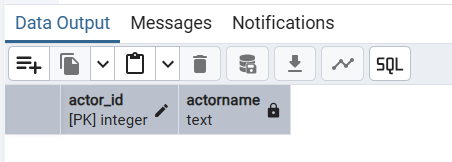 Data Output Messages Notifications
SQL
actor_id actorname
[PK] integer text